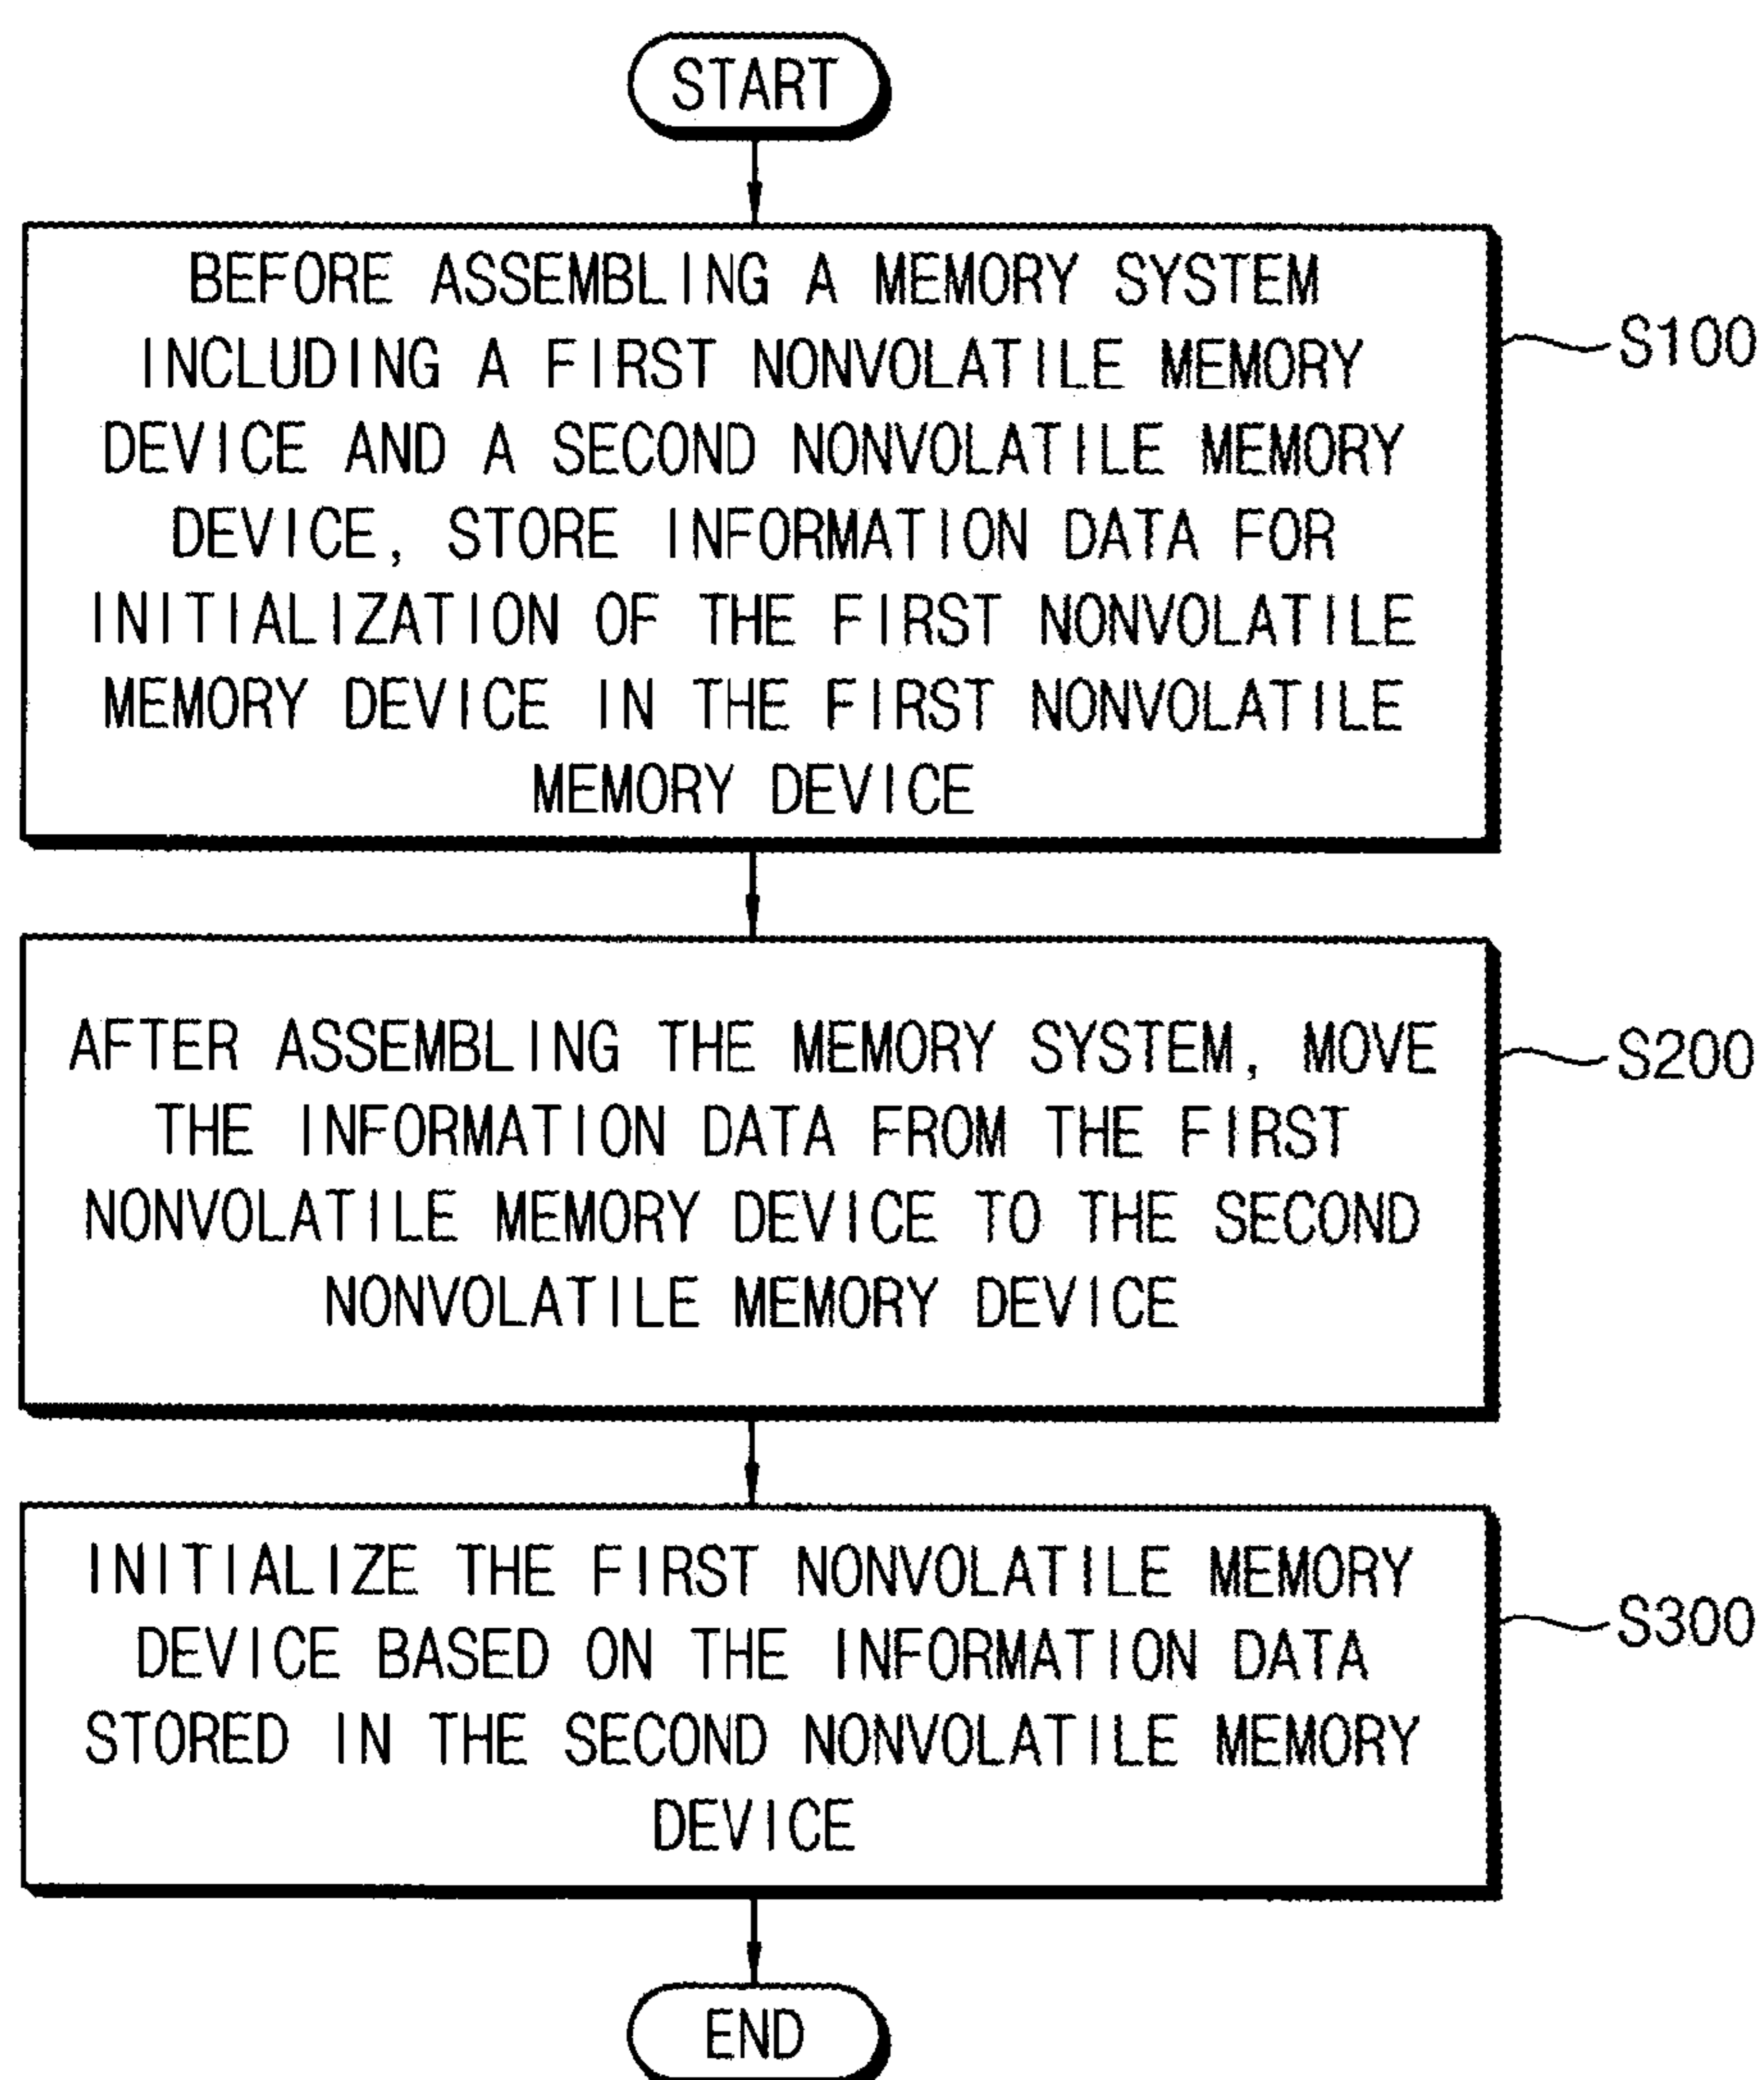 START
BEFORE ASSEMBLING A MEMORY SYSTEM
INCLUDING A FIRST NONVOLATILE MEMORY
DEVICE AND A SECOND NONVOLATILE MEMORY
DEVICE, STORE INFORMATION DATA FOR
INITIALIZATION OF THE FIRST NONVOLATILE
MEMORY DEVICE IN THE FIRST NONVOLATILE
MEMORY DEVICE
S100
AFTER ASSEMBLING THE MEMORY SYSTEM, MOVE
THE INFORMATION DATA FROM THE FIRST
NONVOLATILE MEMORY DEVICE TO THE SECOND
NONVOLATILE MEMORY DEVICE
S200
INITIALIZE THE FIRST NONVOLATILE MEMORY
DEVICE BASED ON THE INFORMATION DATA
STORED IN THE SECOND NONVOLATILE MEMORY
DEVICE
S300
END